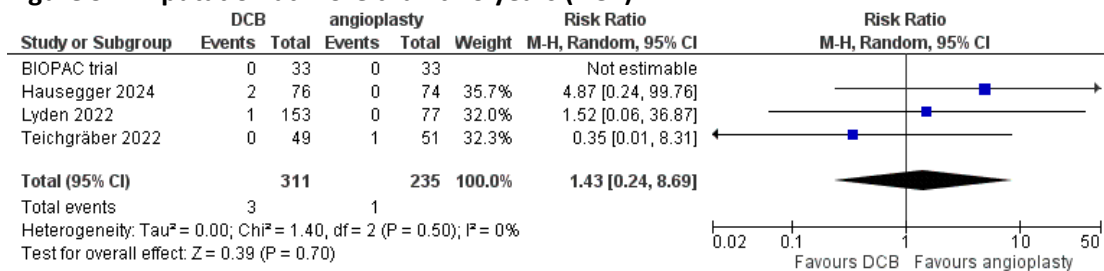 DCB angioplasty Risk Ratio Risk Ratio
Study or Subgroup Events Total Events Total Weight M-H, Random, 95% CI M-H, Random, 95% CI
BIOPAC trial 0 33 0 33 Not estimable
Hausegger 2024 2 76 0 74 35.7% 4.87 [0.24, 99.76]
Lyden 2022 1 153 0 77 32.0% 1.52 [0.06, 36.87]
Teichgräber 2022 0 49 1 51 32.3% 0.35 [0.01, 8.31]
Total (95% CI) 311 235 100.0% 1.43 [0.24, 8.69]
Total events 3 1
Heterogeneity: Tau² = 0.00; Chi² = 1.40, df = 2 (P = 0.50); I² = 0%
Test for overall effect: Z = 0.39 (P = 0.70)
0.02 0.1 1 10 50
Favours DCB Favours angioplasty